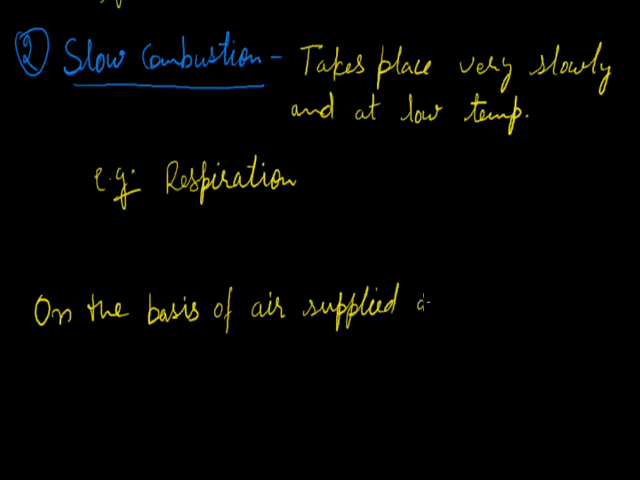 ② Slow Combustion - Takes place very slowly
and at low temp.
e.g: Respiration
On the basis of air supplied